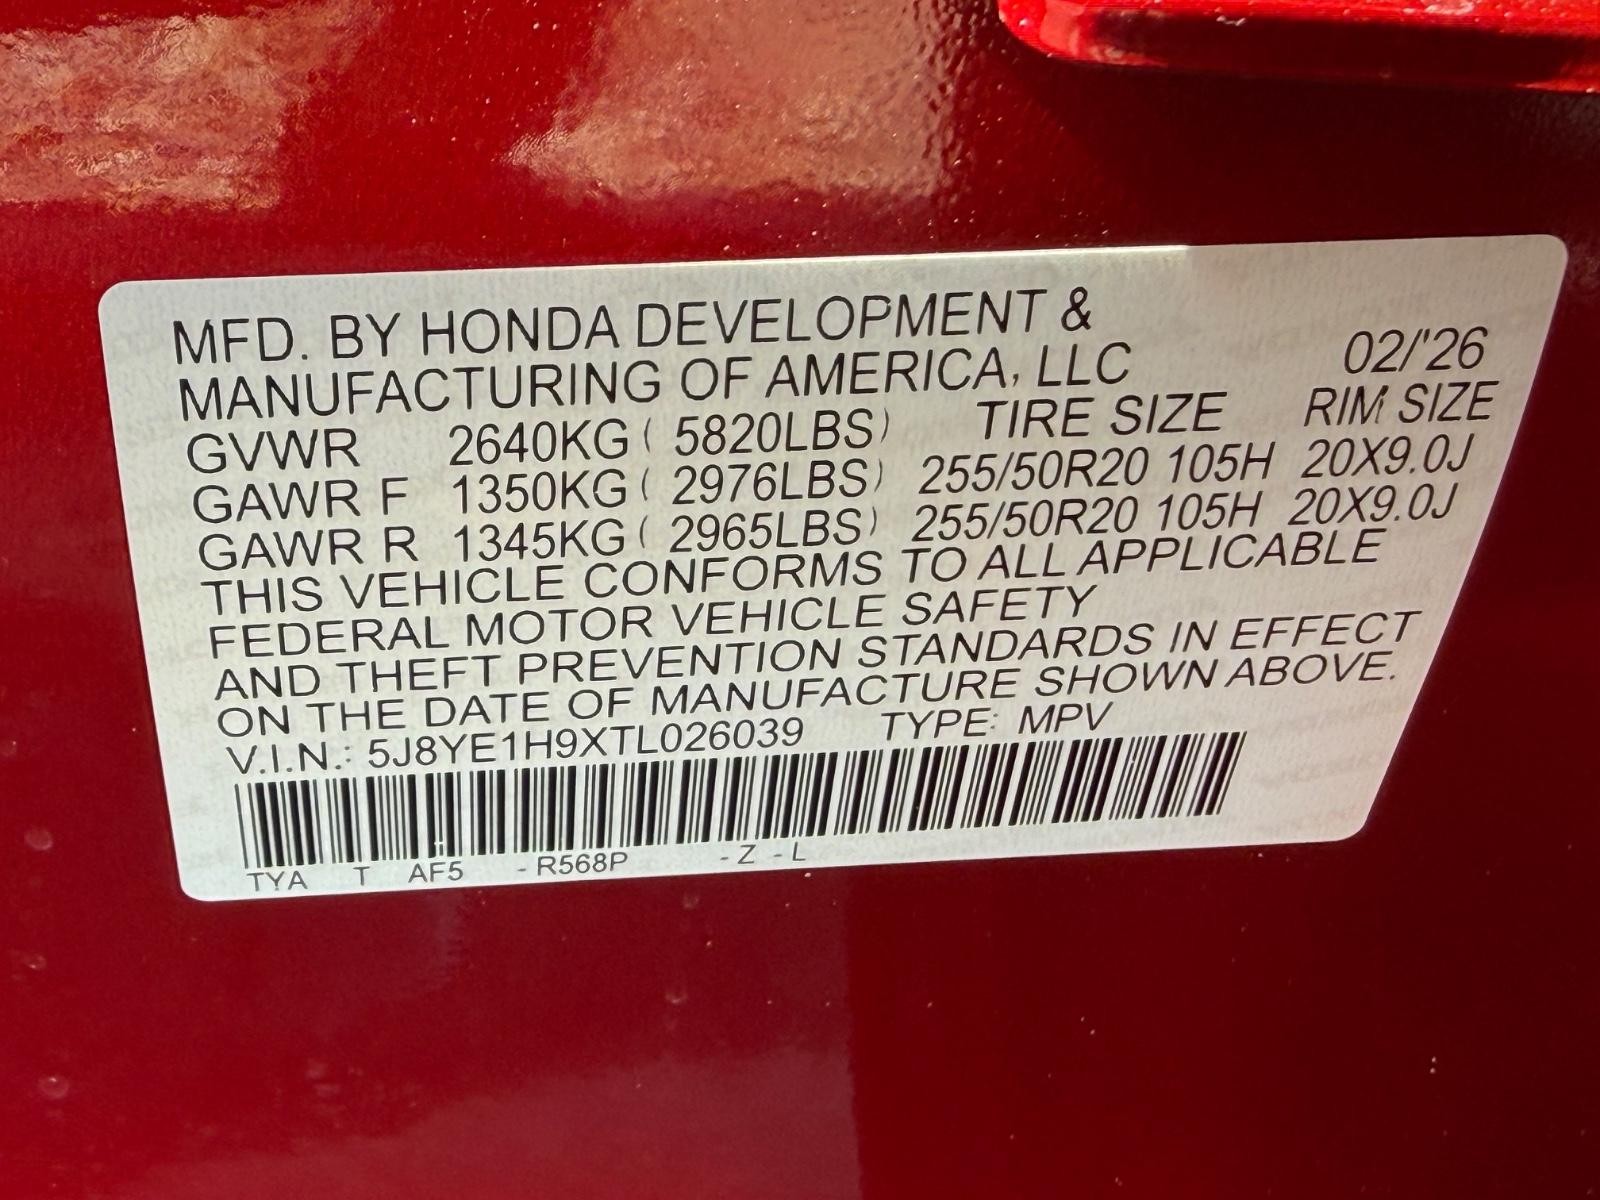 MFD. BY HONDA DEVELOPMENT &
MANUFACTURING OF AMERICA, LLC 02/'26
GVWR 2640KG ( 5820LBS) TIRE SIZE RIM SIZE
GAWR F 1350KG ( 2976LBS) 255/50R20 105H 20X9.0J
GAWR R 1345KG ( 2965LBS) 255/50R20 105H 20X9.0J
THIS VEHICLE CONFORMS TO ALL APPLICABLE
FEDERAL MOTOR VEHICLE SAFETY
AND THEFT PREVENTION STANDARDS IN EFFECT
ON THE DATE OF MANUFACTURE SHOWN ABOVE.
V.I.N.: 5J8YE1H9XTL026039 TYPE: MPV
TYA T AF5 - R568P - Z - L